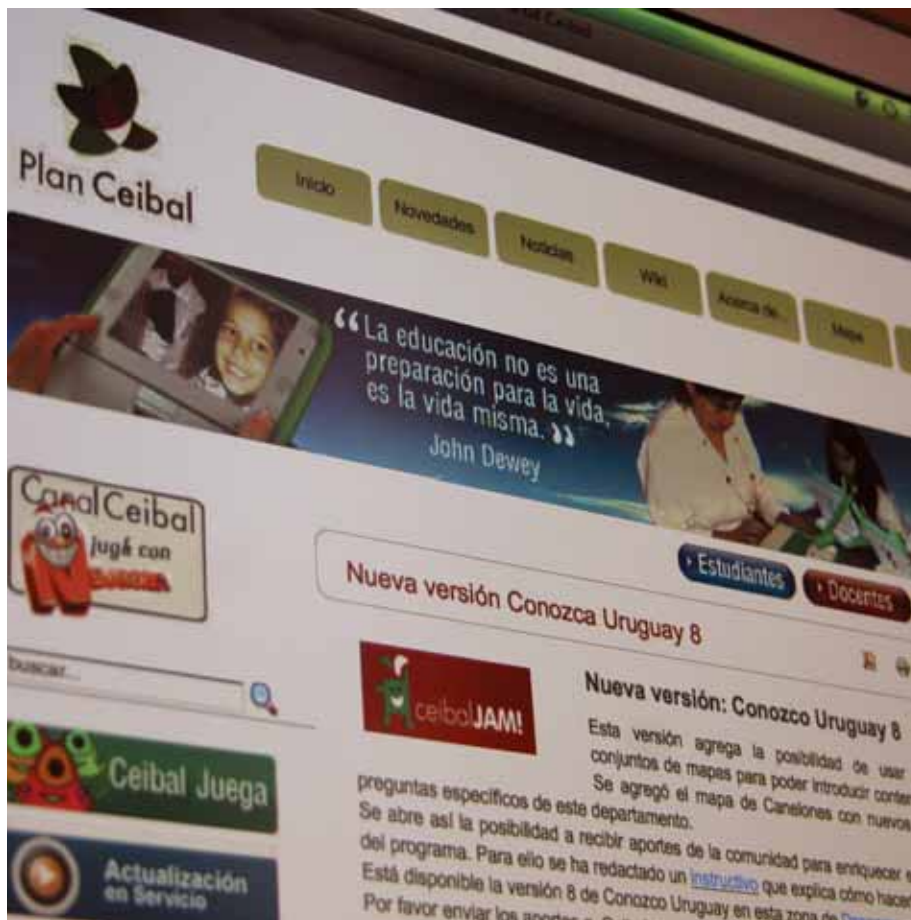 Ceibal
Plan Ceibal
Inicio
Novedades
Noticias
Wiki
Acerca de...
Mapa
“La educación no es una
preparación para la vida,
es la vida misma.”
John Dewey
Canal Ceibal
jugá con
Estudiantes
Docentes
Nueva versión Conozca Uruguay 8
buscar...
ceibalJAM!
Nueva versión: Conozco Uruguay 8
Esta versión agrega la posibilidad de usar
conjuntos de mapas para poder introducir
Se agregó el mapa de Canelones con nuevos
preguntas específicos de este departamento.
Se abre así la posibilidad a recibir aportes de la comunidad para enriquecer
del programa. Para ello se ha redactado un instructivo que explica cómo
Está disponible la versión 8 de Conozco Uruguay en esta zona
Por favor enviar los aportes a
Ceibal Juega
Actualización
en Servicio